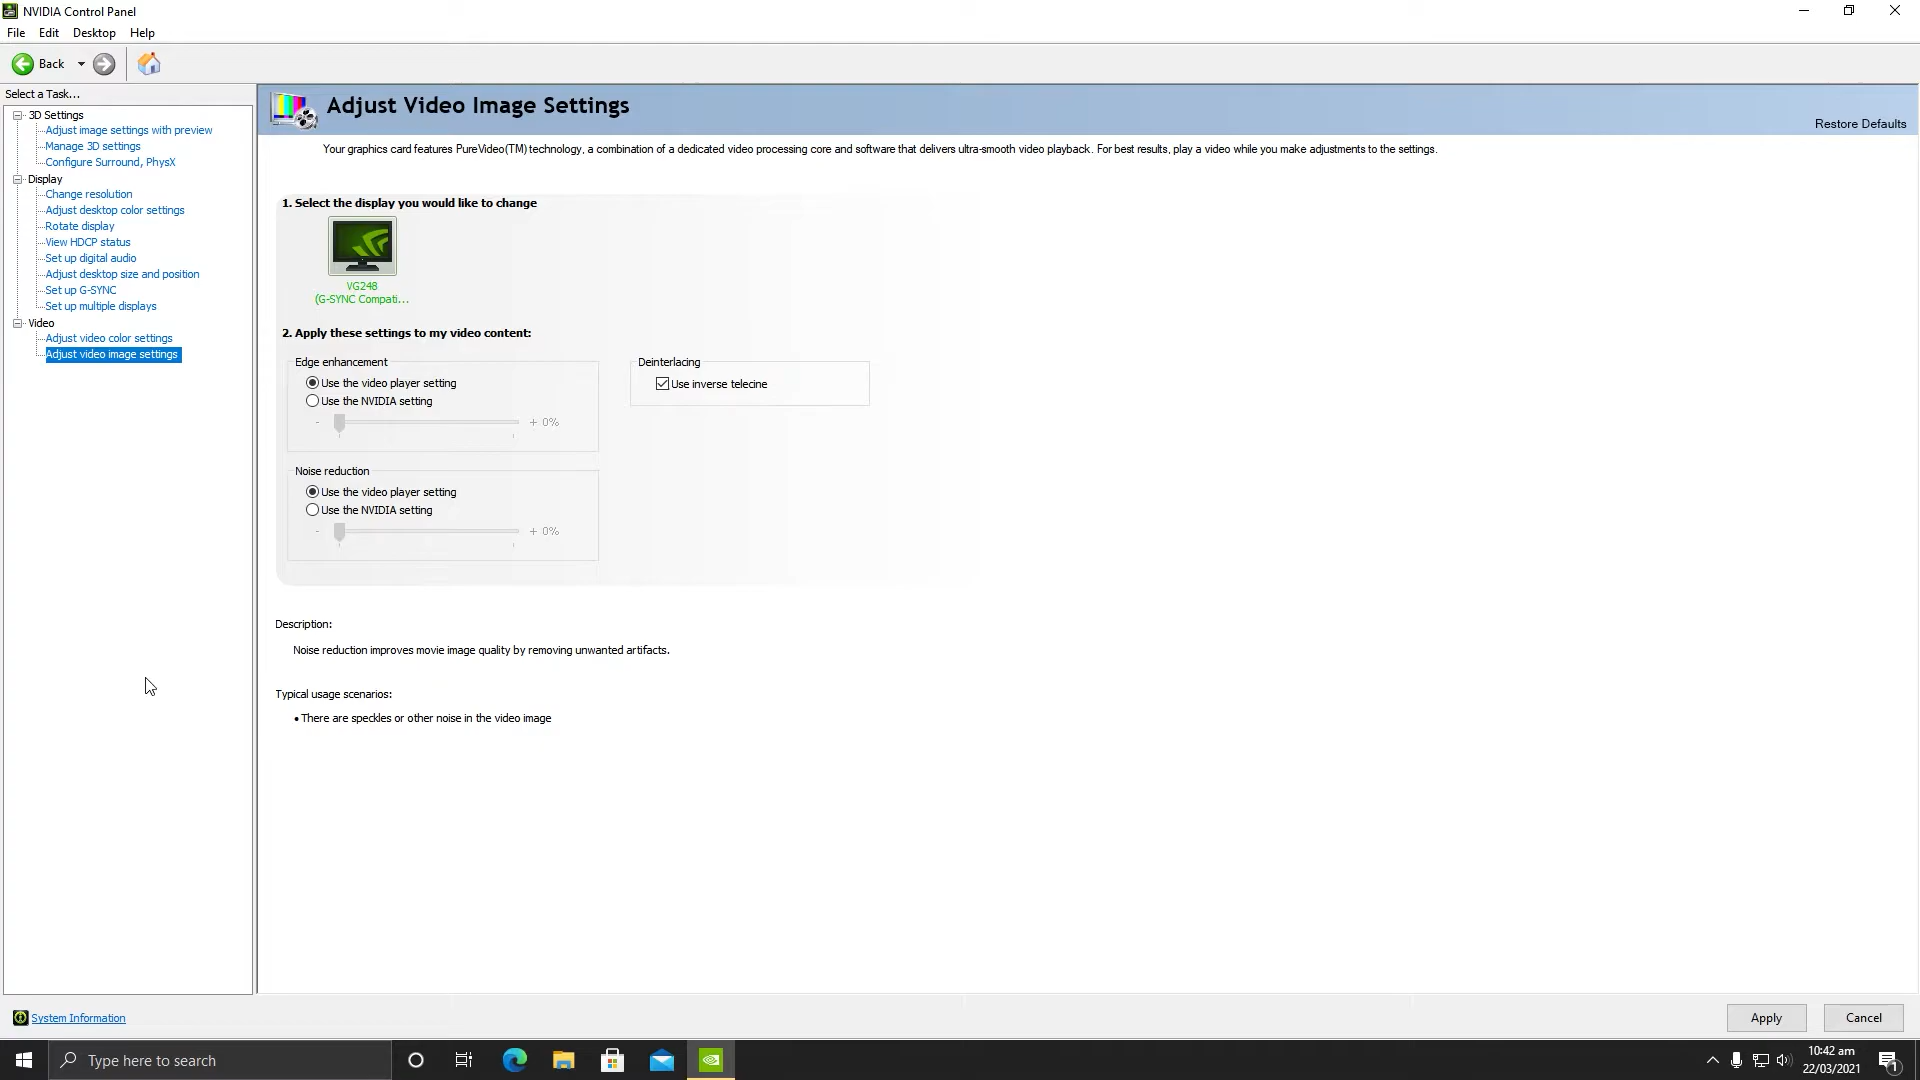 NVIDIA Control Panel
File Edit Desktop Help
Back
Select a Task...
3D Settings
Adjust image settings with preview
Manage 3D settings
Configure Surround, PhysX
Display
Change resolution
Adjust desktop color settings
Rotate display
View HDCP status
Set up digital audio
Adjust desktop size and position
Set up G-SYNC
Set up multiple displays
Video
Adjust video color settings
Adjust video image settings
Adjust Video Image Settings
Restore Defaults
Your graphics card features PureVideo(TM) technology, a combination of a dedicated video processing core and software that delivers ultra-smooth video playback. For best results, play a video while you make adjustments to the settings.
1. Select the display you would like to change
VG248
(G-SYNC Compati...
2. Apply these settings to my video content:
Edge enhancement
Use the video player setting
Use the NVIDIA setting
- + 0%
Deinterlacing
Use inverse telecine
Noise reduction
Use the video player setting
Use the NVIDIA setting
- + 0%
Description:
Noise reduction improves movie image quality by removing unwanted artifacts.
Typical usage scenarios:
• There are speckles or other noise in the video image
System Information
Apply
Cancel
Type here to search
10:42 am
22/03/2021
1